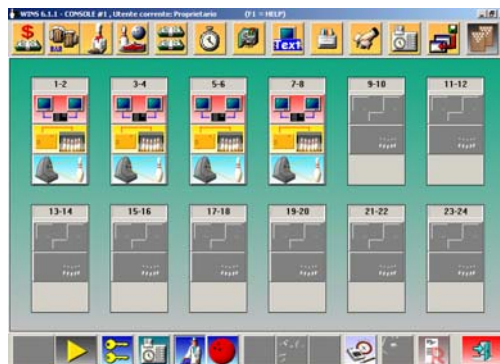 WINS 6.1.1 - CONSOLE #1 , Utente corrente: Proprietario (F1 = HELP)
Text
1-2 3-4 5-6 7-8 9-10 11-12
13-14 15-16 17-18 19-20 21-22 23-24